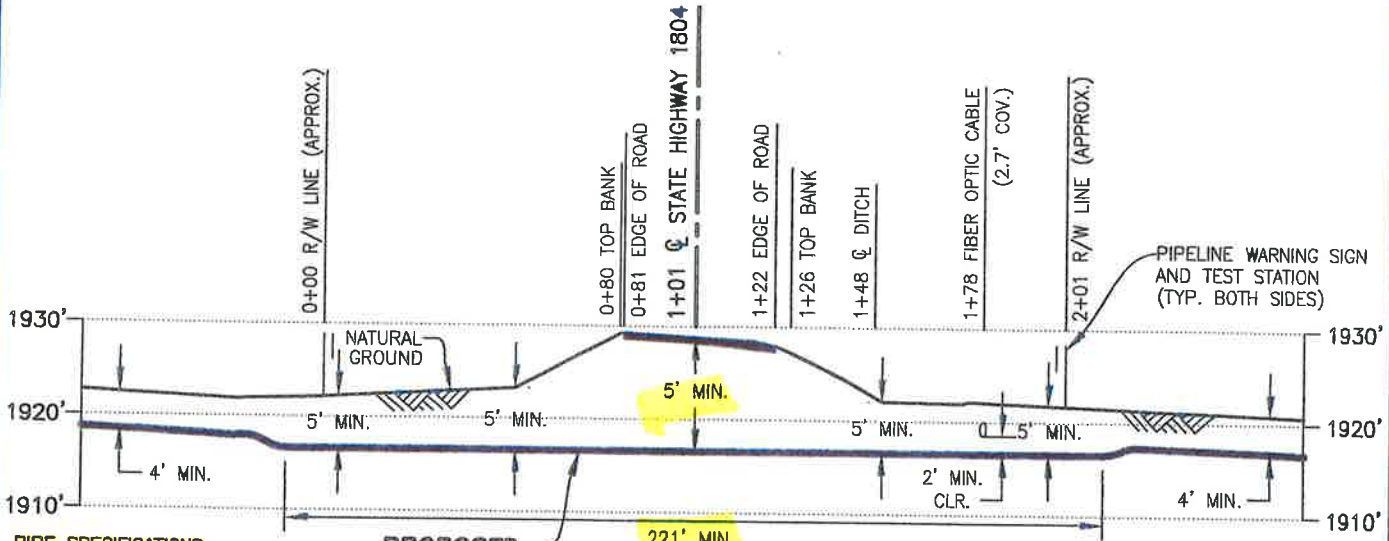 0+00 R/W LINE (APPROX.)
0+80 TOP BANK
0+81 EDGE OF ROAD
1+01 ℄ STATE HIGHWAY 1804
1+22 EDGE OF ROAD
1+26 TOP BANK
1+48 ℄ DITCH
1+78 FIBER OPTIC CABLE
(2.7' COV.)
2+01 R/W LINE (APPROX.)
PIPELINE WARNING SIGN
AND TEST STATION
(TYP. BOTH SIDES)
1930'
1930'
NATURAL
GROUND
5' MIN.
1920'
5' MIN.
5' MIN.
5' MIN.
5' MIN.
1920'
4' MIN.
2' MIN.
CLR.
4' MIN.
1910'
1910'
PIPE SPECIFICATIONS
PROPOSED
221' MIN.